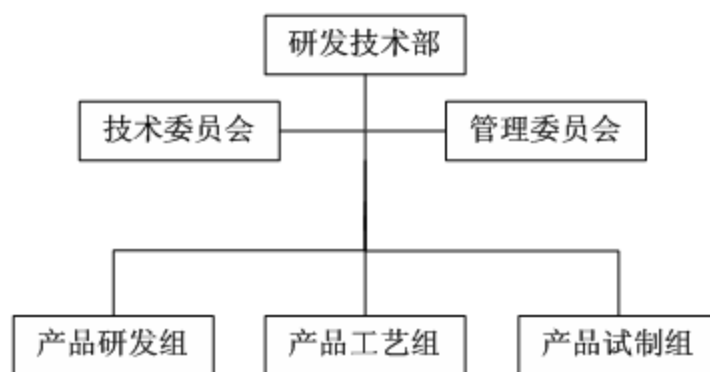 研发技术部
技术委员会
管理委员会
产品研发组
产品工艺组
产品试制组